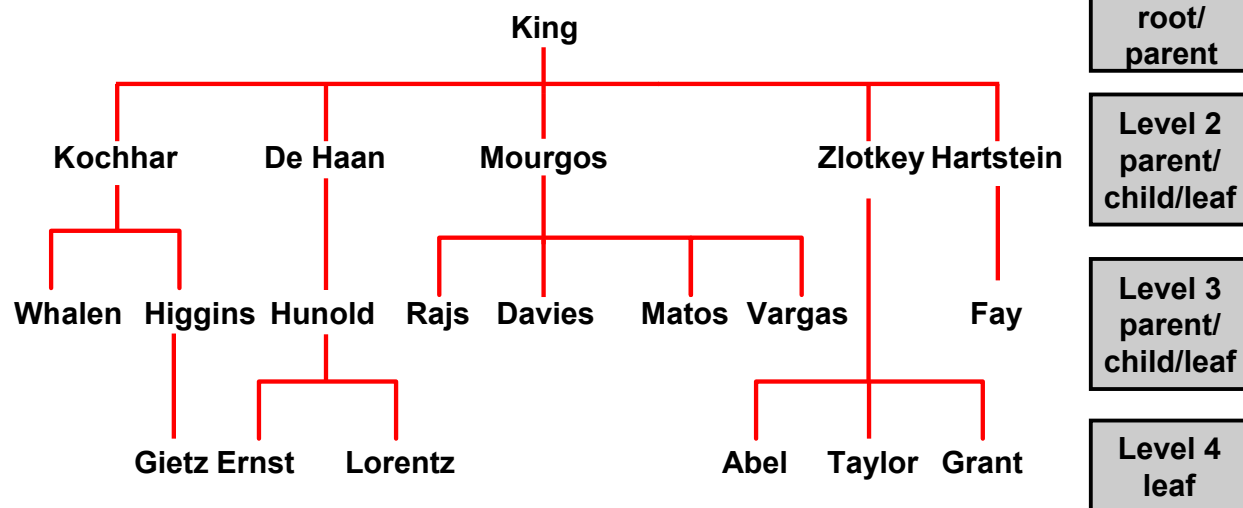 root/
parent
King
Level 2
parent/
child/leaf
Kochhar De Haan Mourgos Zlotkey Hartstein
Level 3
parent/
child/leaf
Whalen Higgins Hunold Rajs Davies Matos Vargas Fay
Level 4
leaf
Gietz Ernst Lorentz Abel Taylor Grant